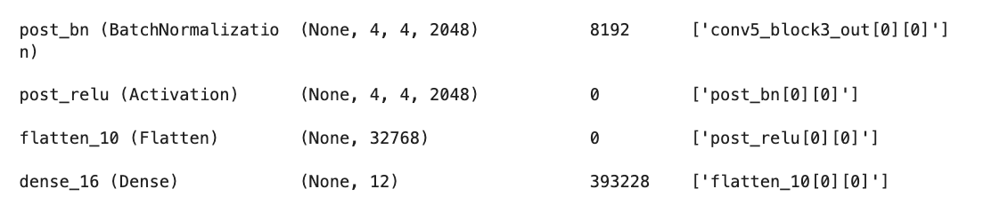 post_bn (BatchNormalizatio  (None, 4, 4, 2048)  8192  ['conv5_block3_out[0][0]']
n)
post_relu (Activation)  (None, 4, 4, 2048)  0  ['post_bn[0][0]']
flatten_10 (Flatten)  (None, 32768)  0  ['post_relu[0][0]']
dense_16 (Dense)  (None, 12)  393228  ['flatten_10[0][0]']